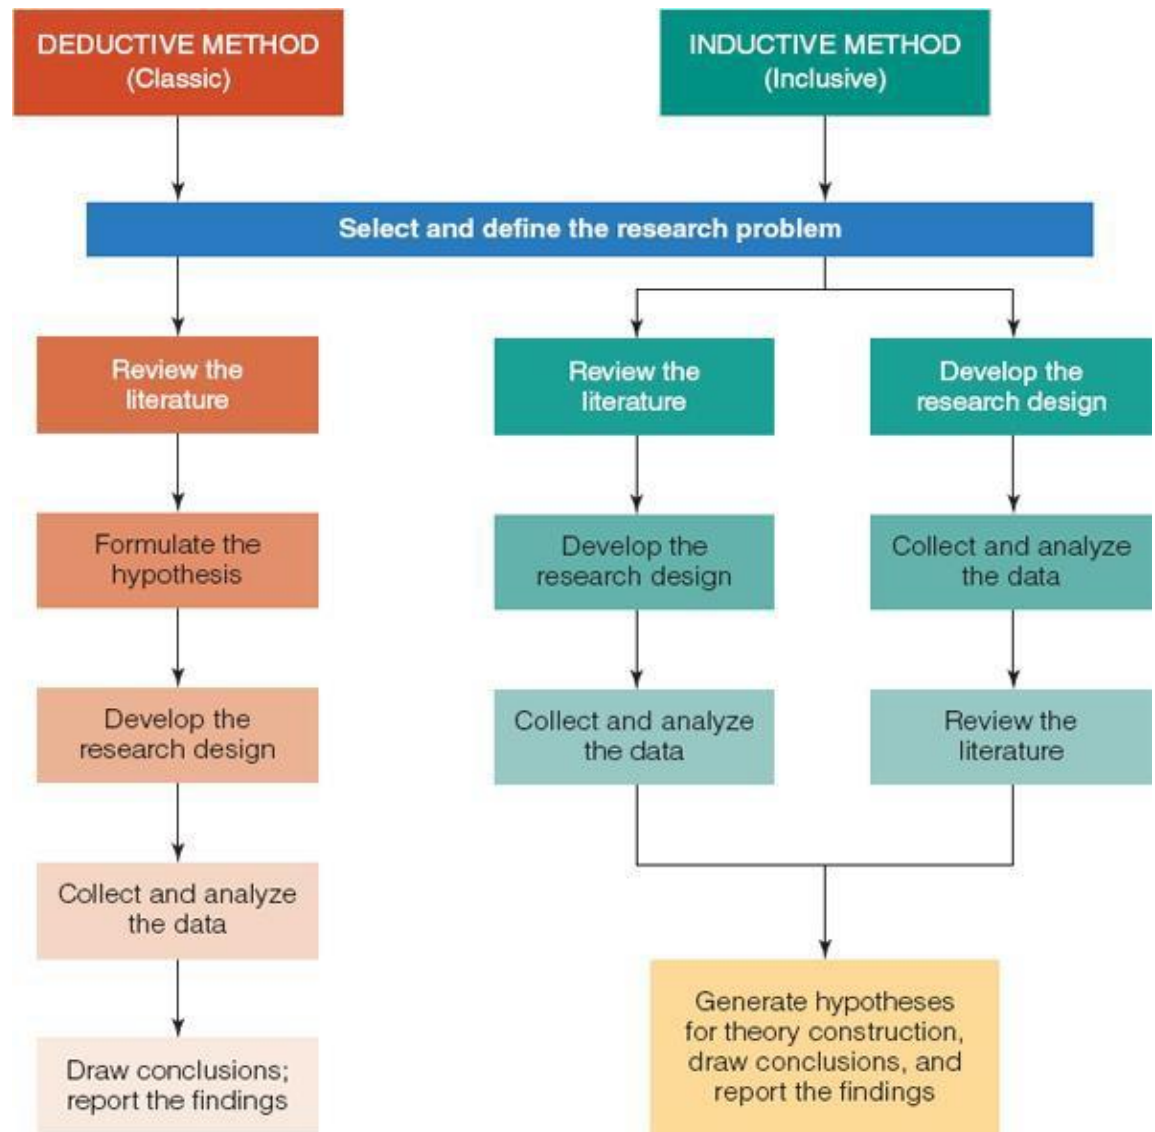 DEDUCTIVE METHOD
(Classic)
INDUCTIVE METHOD
(Inclusive)
Select and define the research problem
Review the
literature
Formulate the
hypothesis
Develop the
research design
Collect and analyze
the data
Draw conclusions;
report the findings
Review the
literature
Develop the
research design
Collect and analyze
the data
Develop the
research design
Collect and analyze
the data
Review the
literature
Generate hypotheses
for theory construction,
draw conclusions, and
report the findings